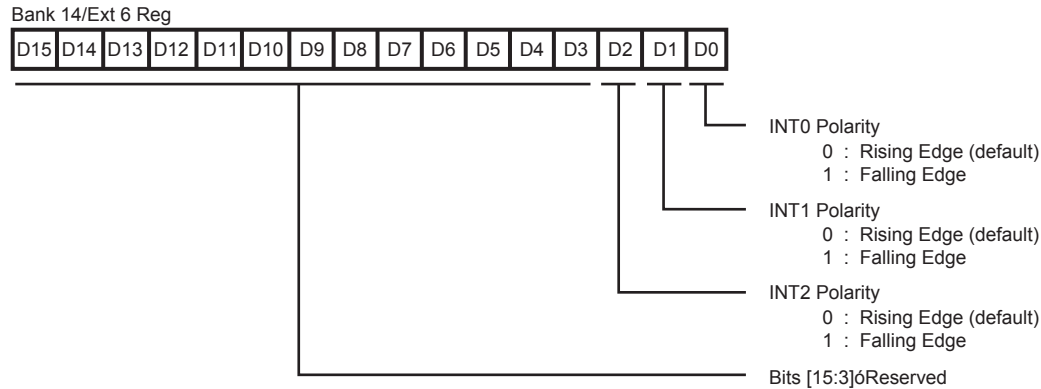 Bank 14/Ext 6 Reg
D15 D14 D13 D12 D11 D10 D9 D8 D7 D6 D5 D4 D3 D2 D1 D0
INT0 Polarity
0 : Rising Edge (default)
1 : Falling Edge
INT1 Polarity
0 : Rising Edge (default)
1 : Falling Edge
INT2 Polarity
0 : Rising Edge (default)
1 : Falling Edge
Bits [15:3]óReserved